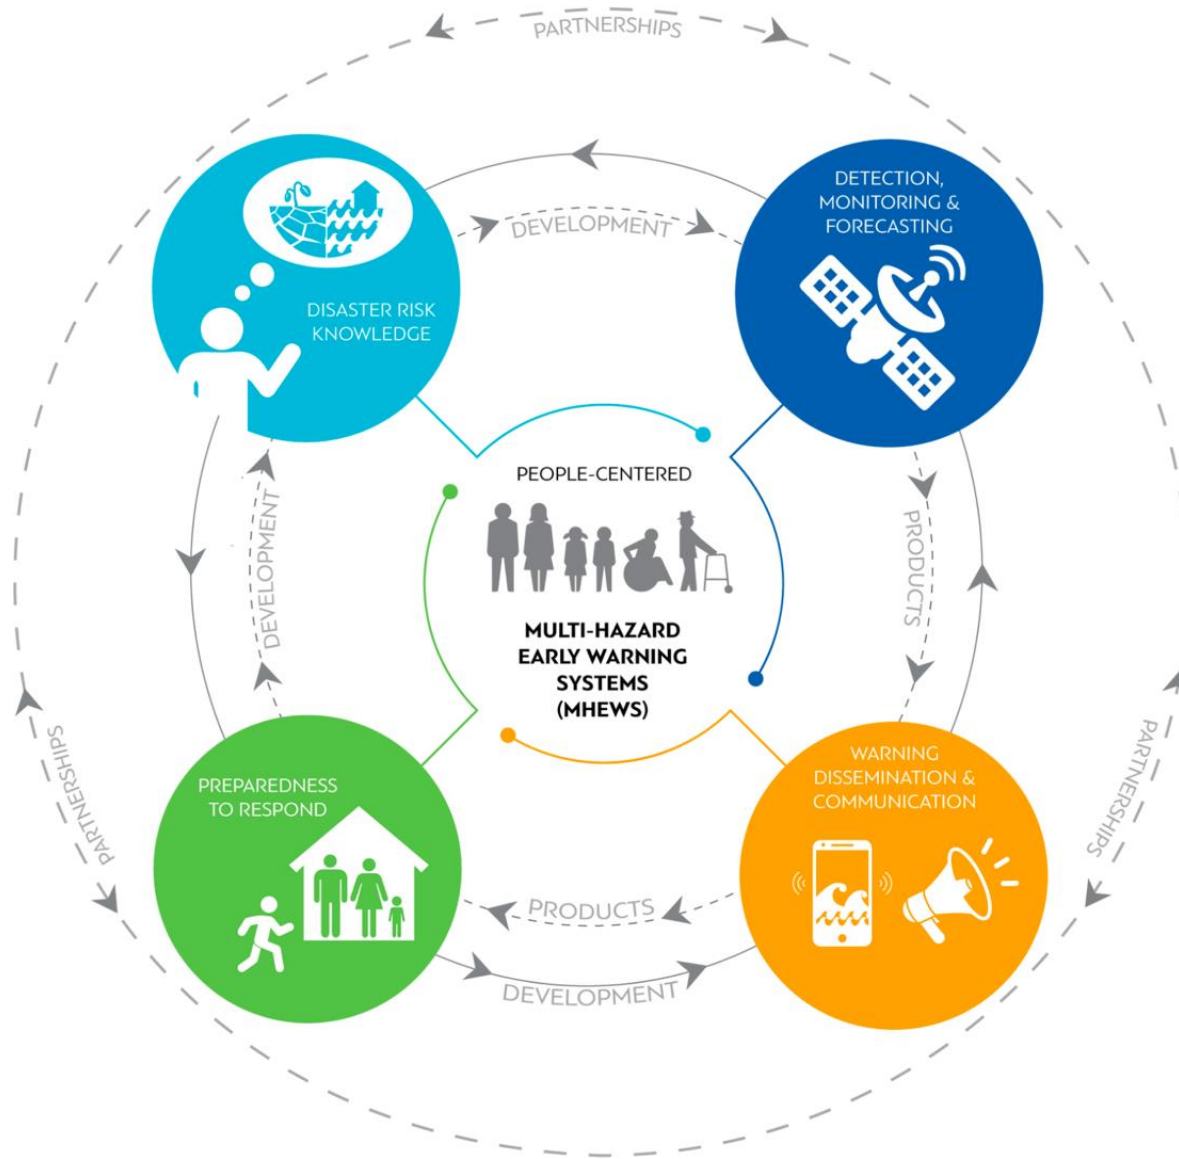 PARTNERSHIPS
DETECTION,
MONITORING &
FORECASTING
DEVELOPMENT
DISASTER RISK
KNOWLEDGE
PEOPLE-CENTERED
DEVELOPMENT
PRODUCTS
MULTI-HAZARD
EARLY WARNING
SYSTEMS
(MHEWS)
PARTNERSHIPS
PARTNERSHIPS
PREPAREDNESS
TO RESPOND
WARNING
DISSEMINATION &
COMMUNICATION
PRODUCTS
DEVELOPMENT